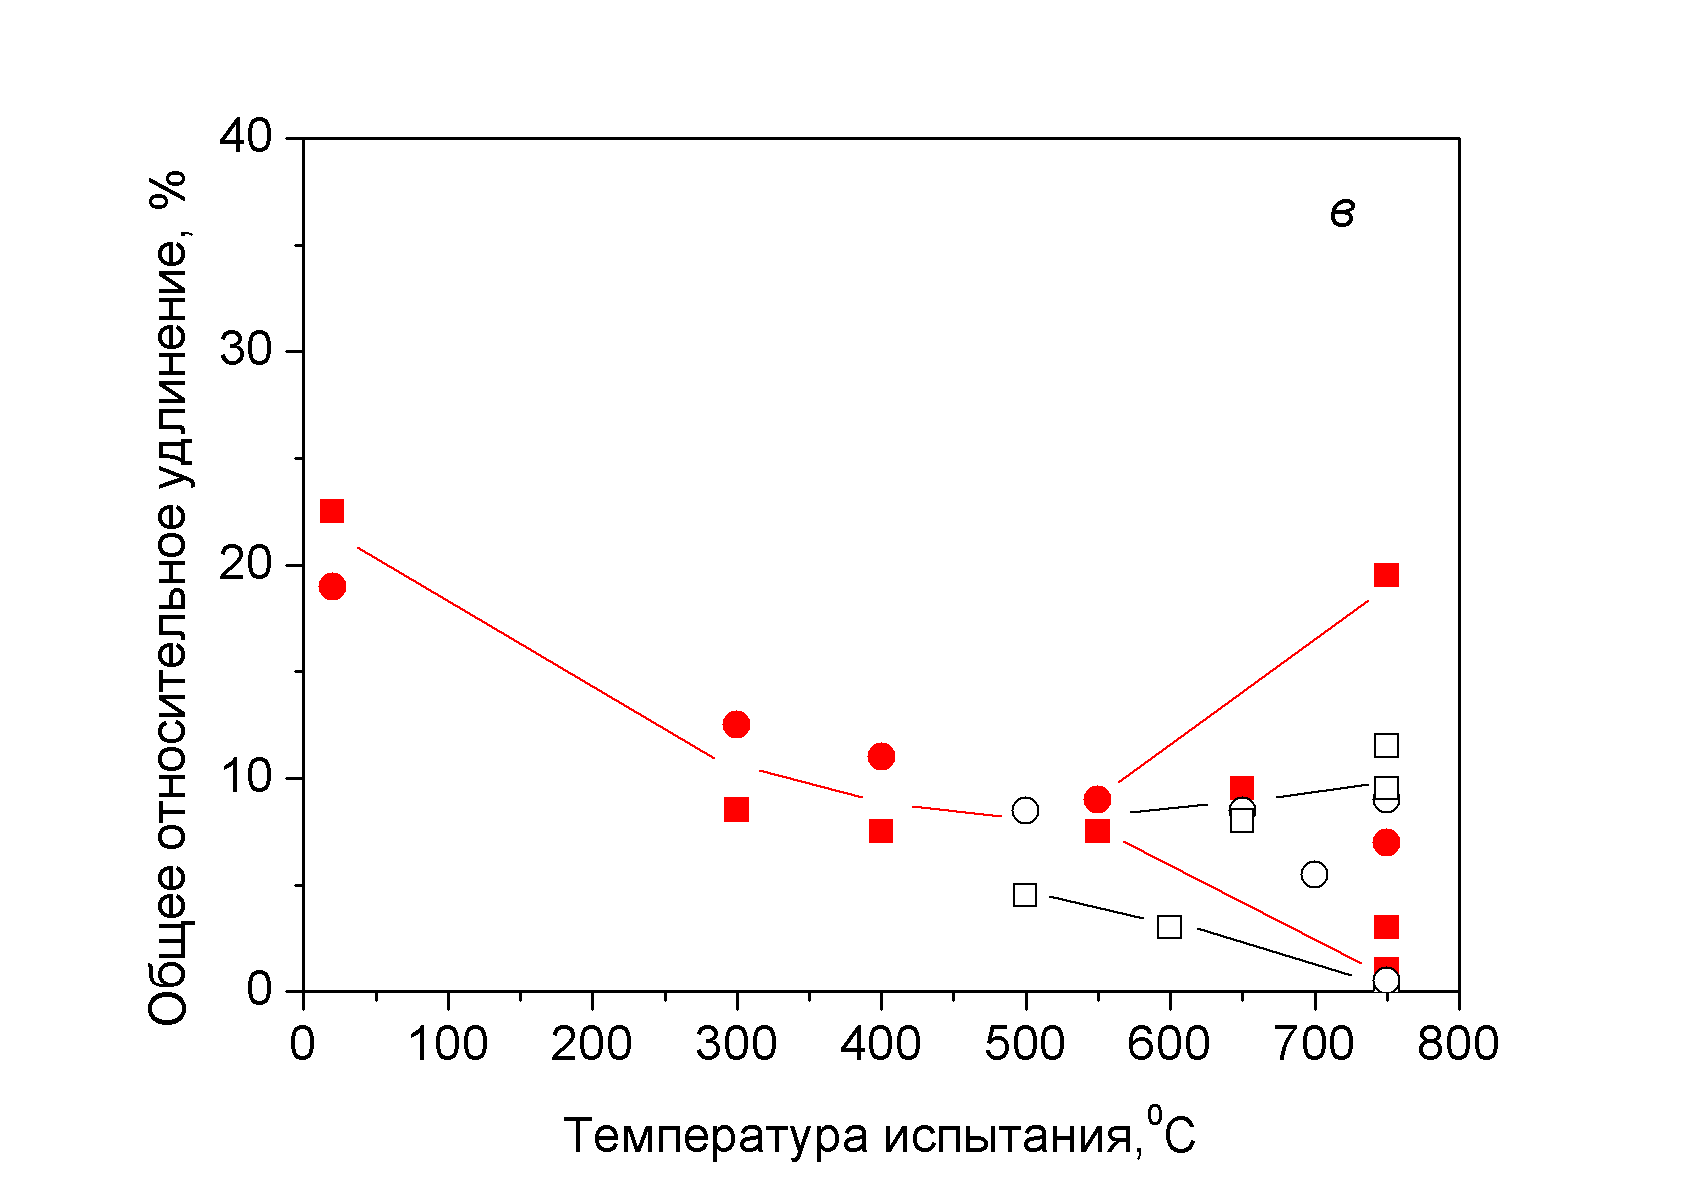 Общее относительное удлинение, %
40
30
20
10
0
в
0 100 200 300 400 500 600 700 800
Температура испытания,⁰C